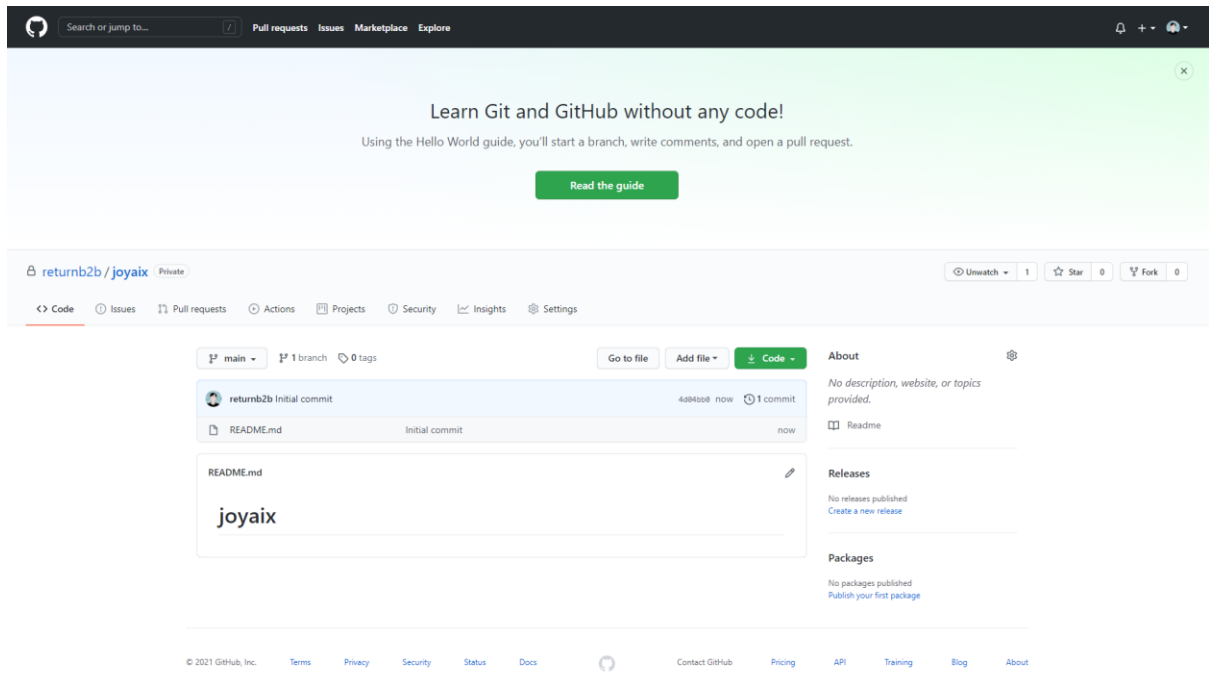 Search or jump to... /
Pull requests Issues Marketplace Explore
Learn Git and GitHub without any code!
Using the Hello World guide, you'll start a branch, write comments, and open a pull request.
Read the guide
returnb2b / joyaix Private
Unwatch 1 Star 0 Fork 0
<> Code Issues Pull requests Actions Projects Security Insights Settings
main 1 branch 0 tags
Go to file Add file Code
returnb2b Initial commit 4d04bb0 now 1 commit
README.md Initial commit now
README.md
joyaix
About
No description, website, or topics
provided.
Readme
Releases
No releases published
Create a new release
Packages
No packages published
Publish your first package
© 2021 GitHub, Inc. Terms Privacy Security Status Docs Contact GitHub Pricing API Training Blog About